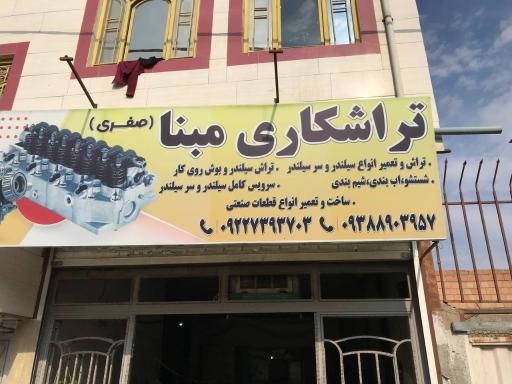 تراشکاری مبنا (صفری)
. تراش و تعمیر انواع سیلندر و سر سیلندر . تراش سیلندر و بوش روی کار
. شستشو،اب بندی،شیم بندی . سرویس کامل سیلندر و سر سیلندر
. ساخت و تعمیر انواع قطعات صنعتی
۰۹۳۸۸۹۰۳۹۵۷ ۰۹۲۲۷۳۹۳۷۰۳